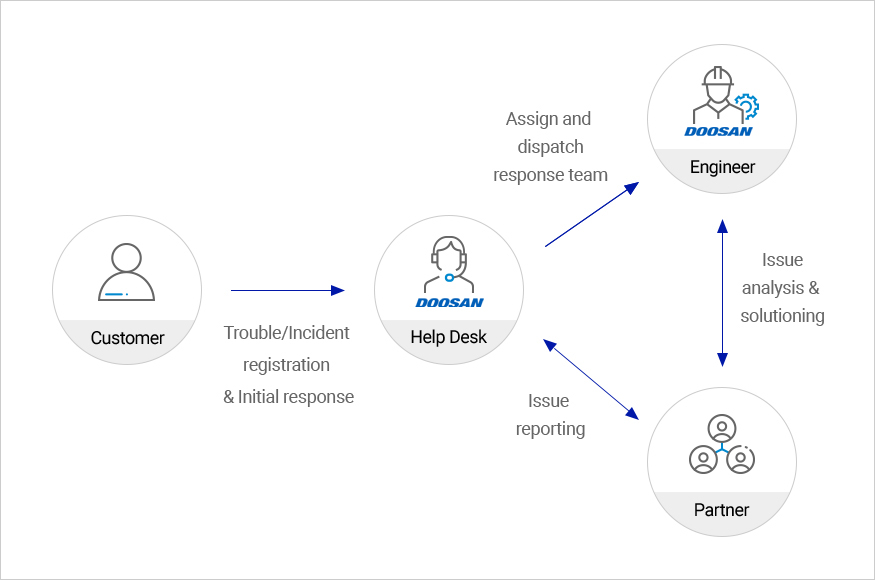 Customer
Trouble/Incident
registration
& Initial response
DOOSAN
Help Desk
Assign and
dispatch
response team
DOOSAN
Engineer
Issue
analysis &
solutioning
Issue
reporting
Partner